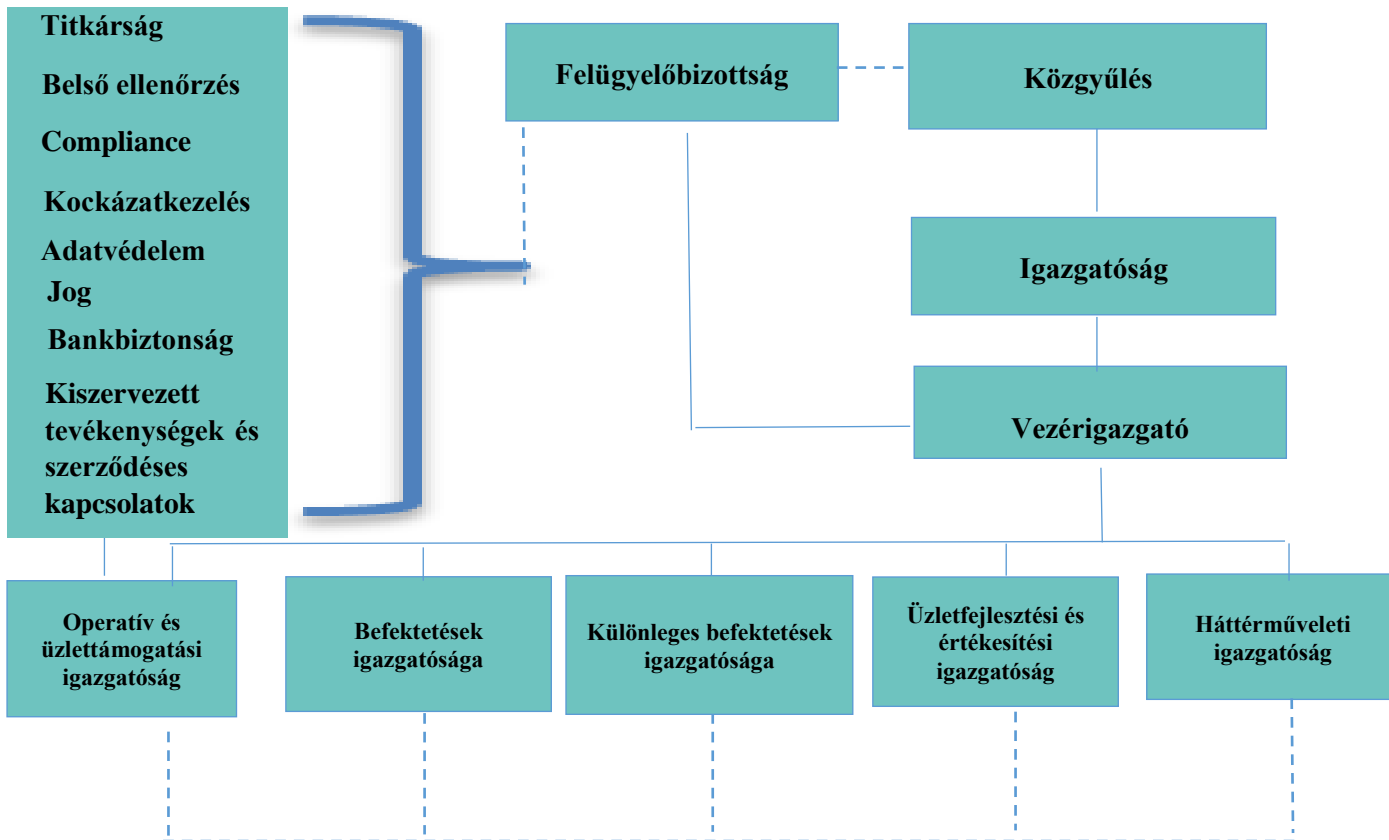 Titkárság
Belső ellenőrzés
Compliance
Kockázatkezelés
Adatvédelem
Jog
Bankbiztonság
Kiszervezett
tevékenységek és
szerződéses
kapcsolatok
Felügyelőbizottság
Közgyűlés
Igazgatóság
Vezérigazgató
Operatív és
üzlettámogatási
igazgatóság
Befektetések
igazgatósága
Különleges befektetések
igazgatósága
Üzletfejlesztési és
értékesítési
igazgatóság
Háttérműveleti
igazgatóság